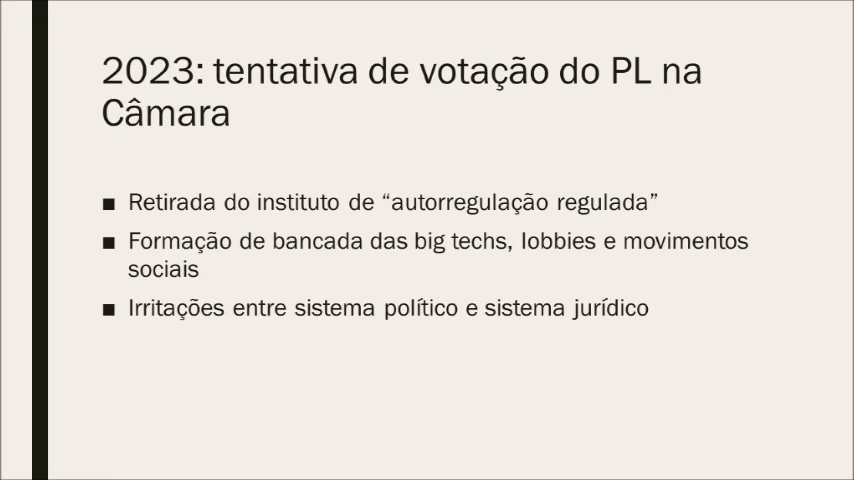 2023: tentativa de votação do PL na
Câmara
■ Retirada do instituto de “autorregulação regulada”
■ Formação de bancada das big techs, lobbies e movimentos
sociais
■ Irritações entre sistema político e sistema jurídico